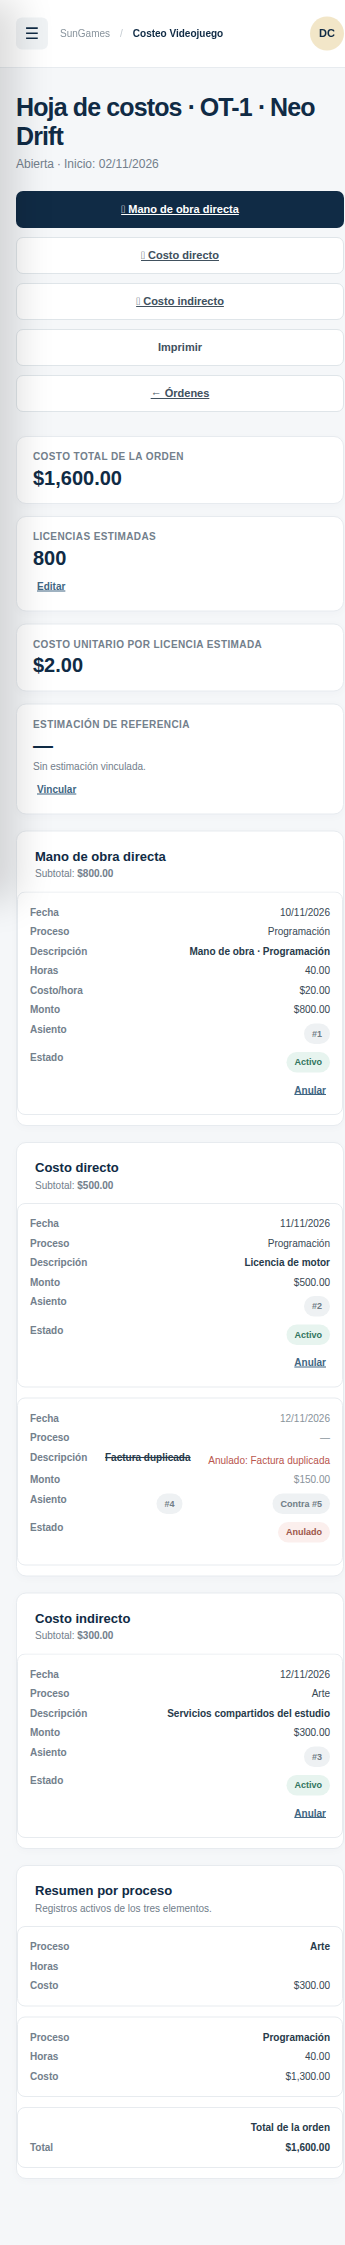 ☰ SunGames / Costeo Videojuego DC
Hoja de costos · OT-1 · Neo
Drift
Abierta · Inicio: 02/11/2026
Mano de obra directa
Costo directo
Costo indirecto
Imprimir
← Órdenes
COSTO TOTAL DE LA ORDEN
$1,600.00
LICENCIAS ESTIMADAS
800
Editar
COSTO UNITARIO POR LICENCIA ESTIMADA
$2.00
ESTIMACIÓN DE REFERENCIA
—
Sin estimación vinculada.
Vincular
Mano de obra directa
Subtotal: $800.00
Fecha 10/11/2026
Proceso Programación
Descripción Mano de obra · Programación
Horas 40.00
Costo/hora $20.00
Monto $800.00
Asiento #1
Estado Activo
Anular
Costo directo
Subtotal: $500.00
Fecha 11/11/2026
Proceso Programación
Descripción Licencia de motor
Monto $500.00
Asiento #2
Estado Activo
Anular
Fecha 12/11/2026
Proceso —
Descripción Factura duplicada Anulado: Factura duplicada
Monto $150.00
Asiento #4 Contra #5
Estado Anulado
Costo indirecto
Subtotal: $300.00
Fecha 12/11/2026
Proceso Arte
Descripción Servicios compartidos del estudio
Monto $300.00
Asiento #3
Estado Activo
Anular
Resumen por proceso
Registros activos de los tres elementos.
Proceso Arte
Horas
Costo $300.00
Proceso Programación
Horas 40.00
Costo $1,300.00
Total de la orden
Total $1,600.00